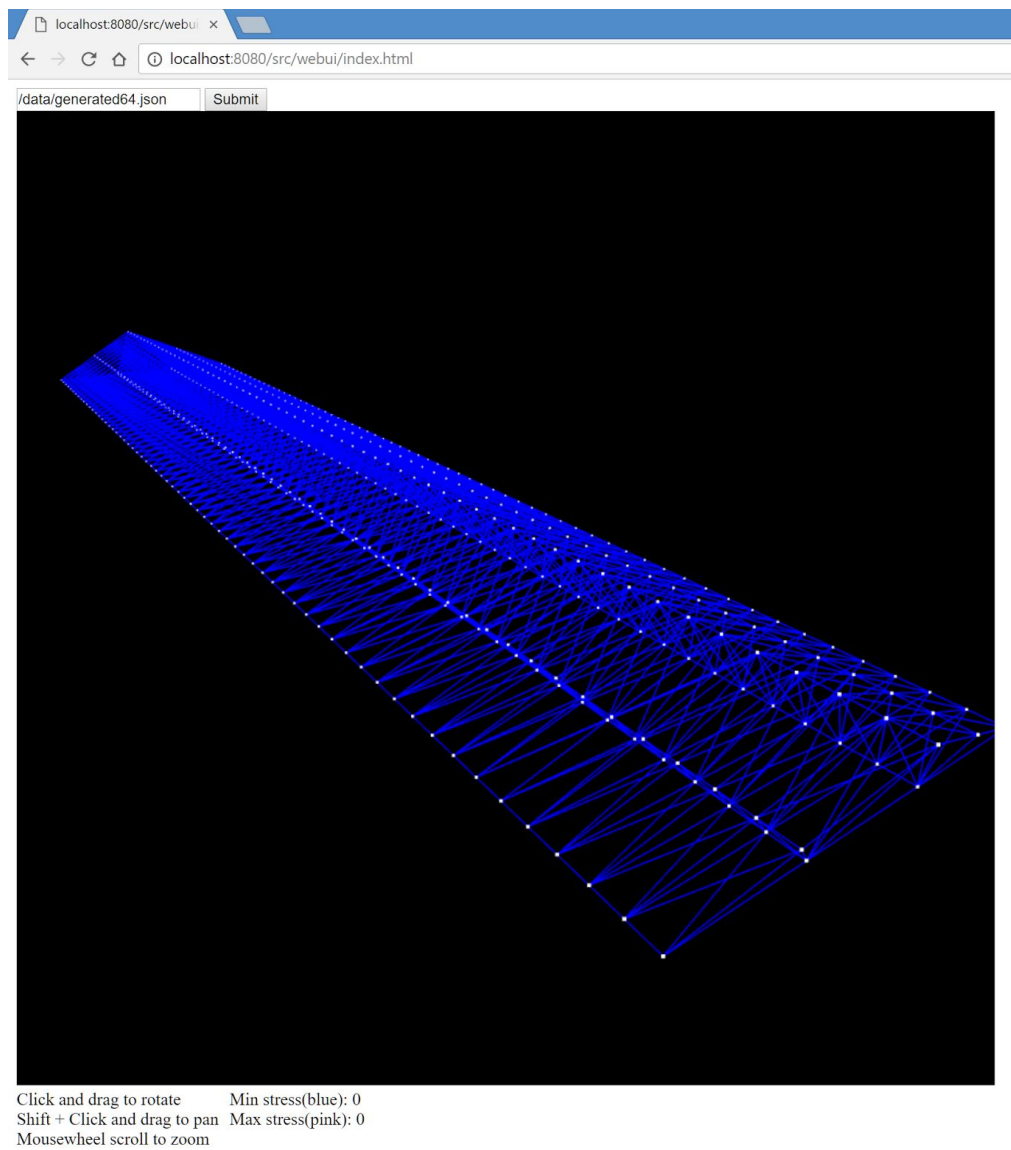 localhost:8080/src/webui
localhost:8080/src/webui/index.html
/data/generated64.json Submit
Click and drag to rotate Min stress(blue): 0
Shift + Click and drag to pan Max stress(pink): 0
Mousewheel scroll to zoom